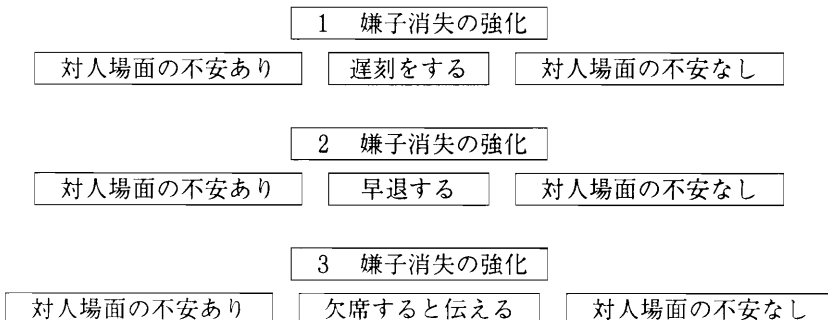 1 嫌子消失の強化
対人場面の不安あり 遅刻をする 対人場面の不安なし
2 嫌子消失の強化
対人場面の不安あり 早退する 対人場面の不安なし
3 嫌子消失の強化
対人場面の不安あり 欠席すると伝える 対人場面の不安なし